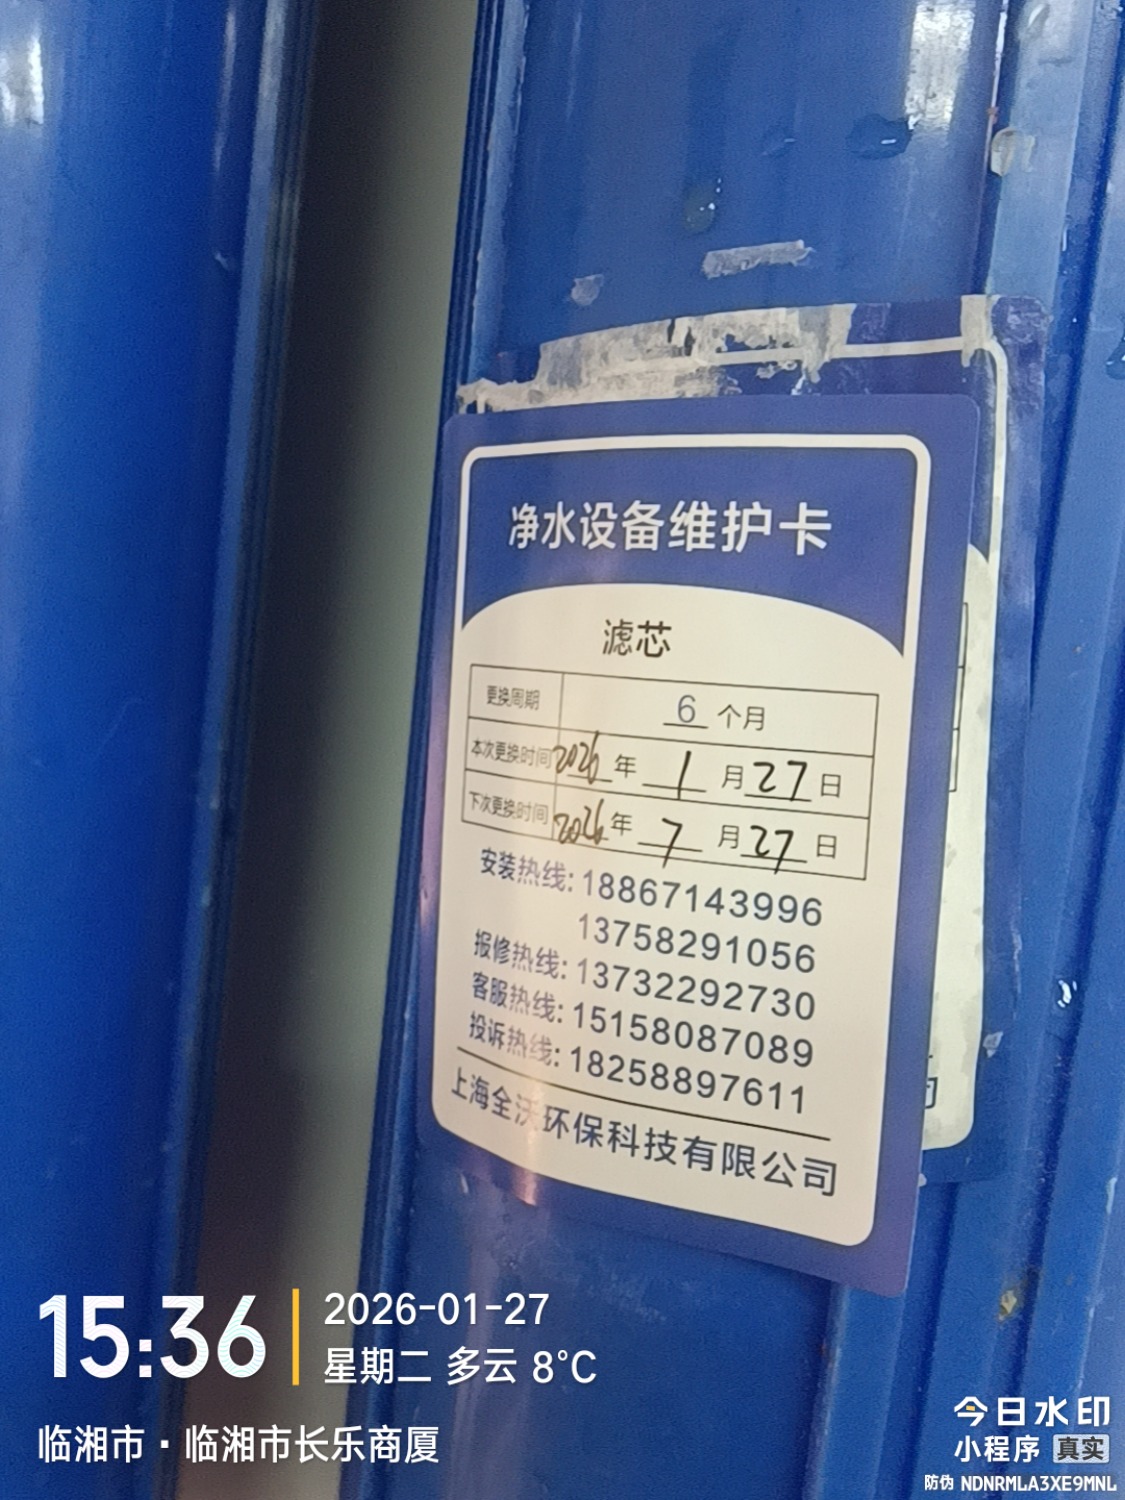 净水设备维护卡
滤芯
更换周期 6 个月
本次更换时间 2026 年 1 月 27 日
下次更换时间 2026 年 7 月 27 日
安装热线: 18867143996
13758291056
报修热线: 13732292730
客服热线: 15158087089
投诉热线: 18258897611
上海全沃环保科技有限公司
司
15:36
2026-01-27
星期二 多云 8°C
临湘市·临湘市长乐商厦
今日水印
小程序 真实
防伪 NDNRMLA3XE9MNL